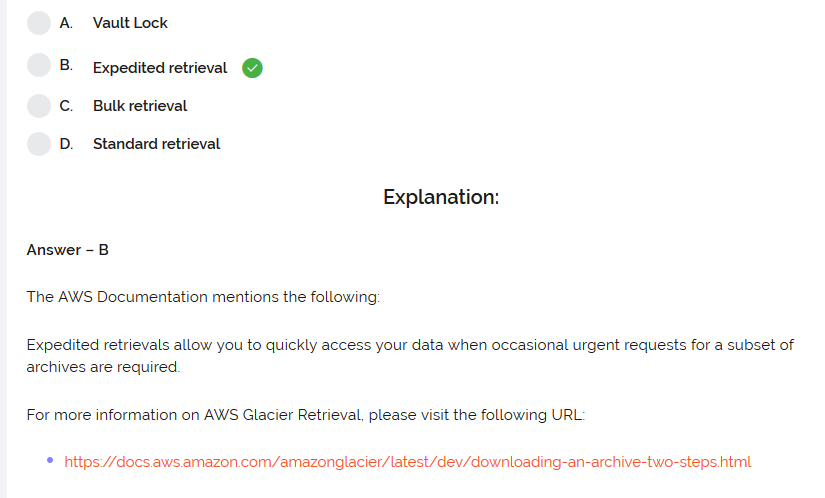 A. Vault Lock
B. Expedited retrieval
C. Bulk retrieval
D. Standard retrieval
Explanation:
Answer – B
The AWS Documentation mentions the following:
Expedited retrievals allow you to quickly access your data when occasional urgent requests for a subset of
archives are required.
For more information on AWS Glacier Retrieval, please visit the following URL:
https://docs.aws.amazon.com/amazonglacier/latest/dev/downloading-an-archive-two-steps.html